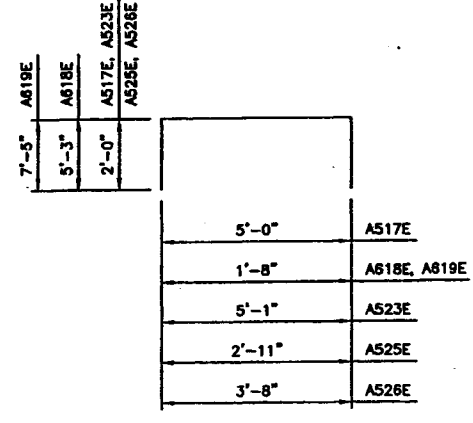 A619E
7'-5"
A618E
5'-3"
A517E, A523E
A525E, A526E
2'-0"
5'-0" A517E
1'-8" A618E, A619E
5'-1" A523E
2'-11" A525E
3'-8" A526E